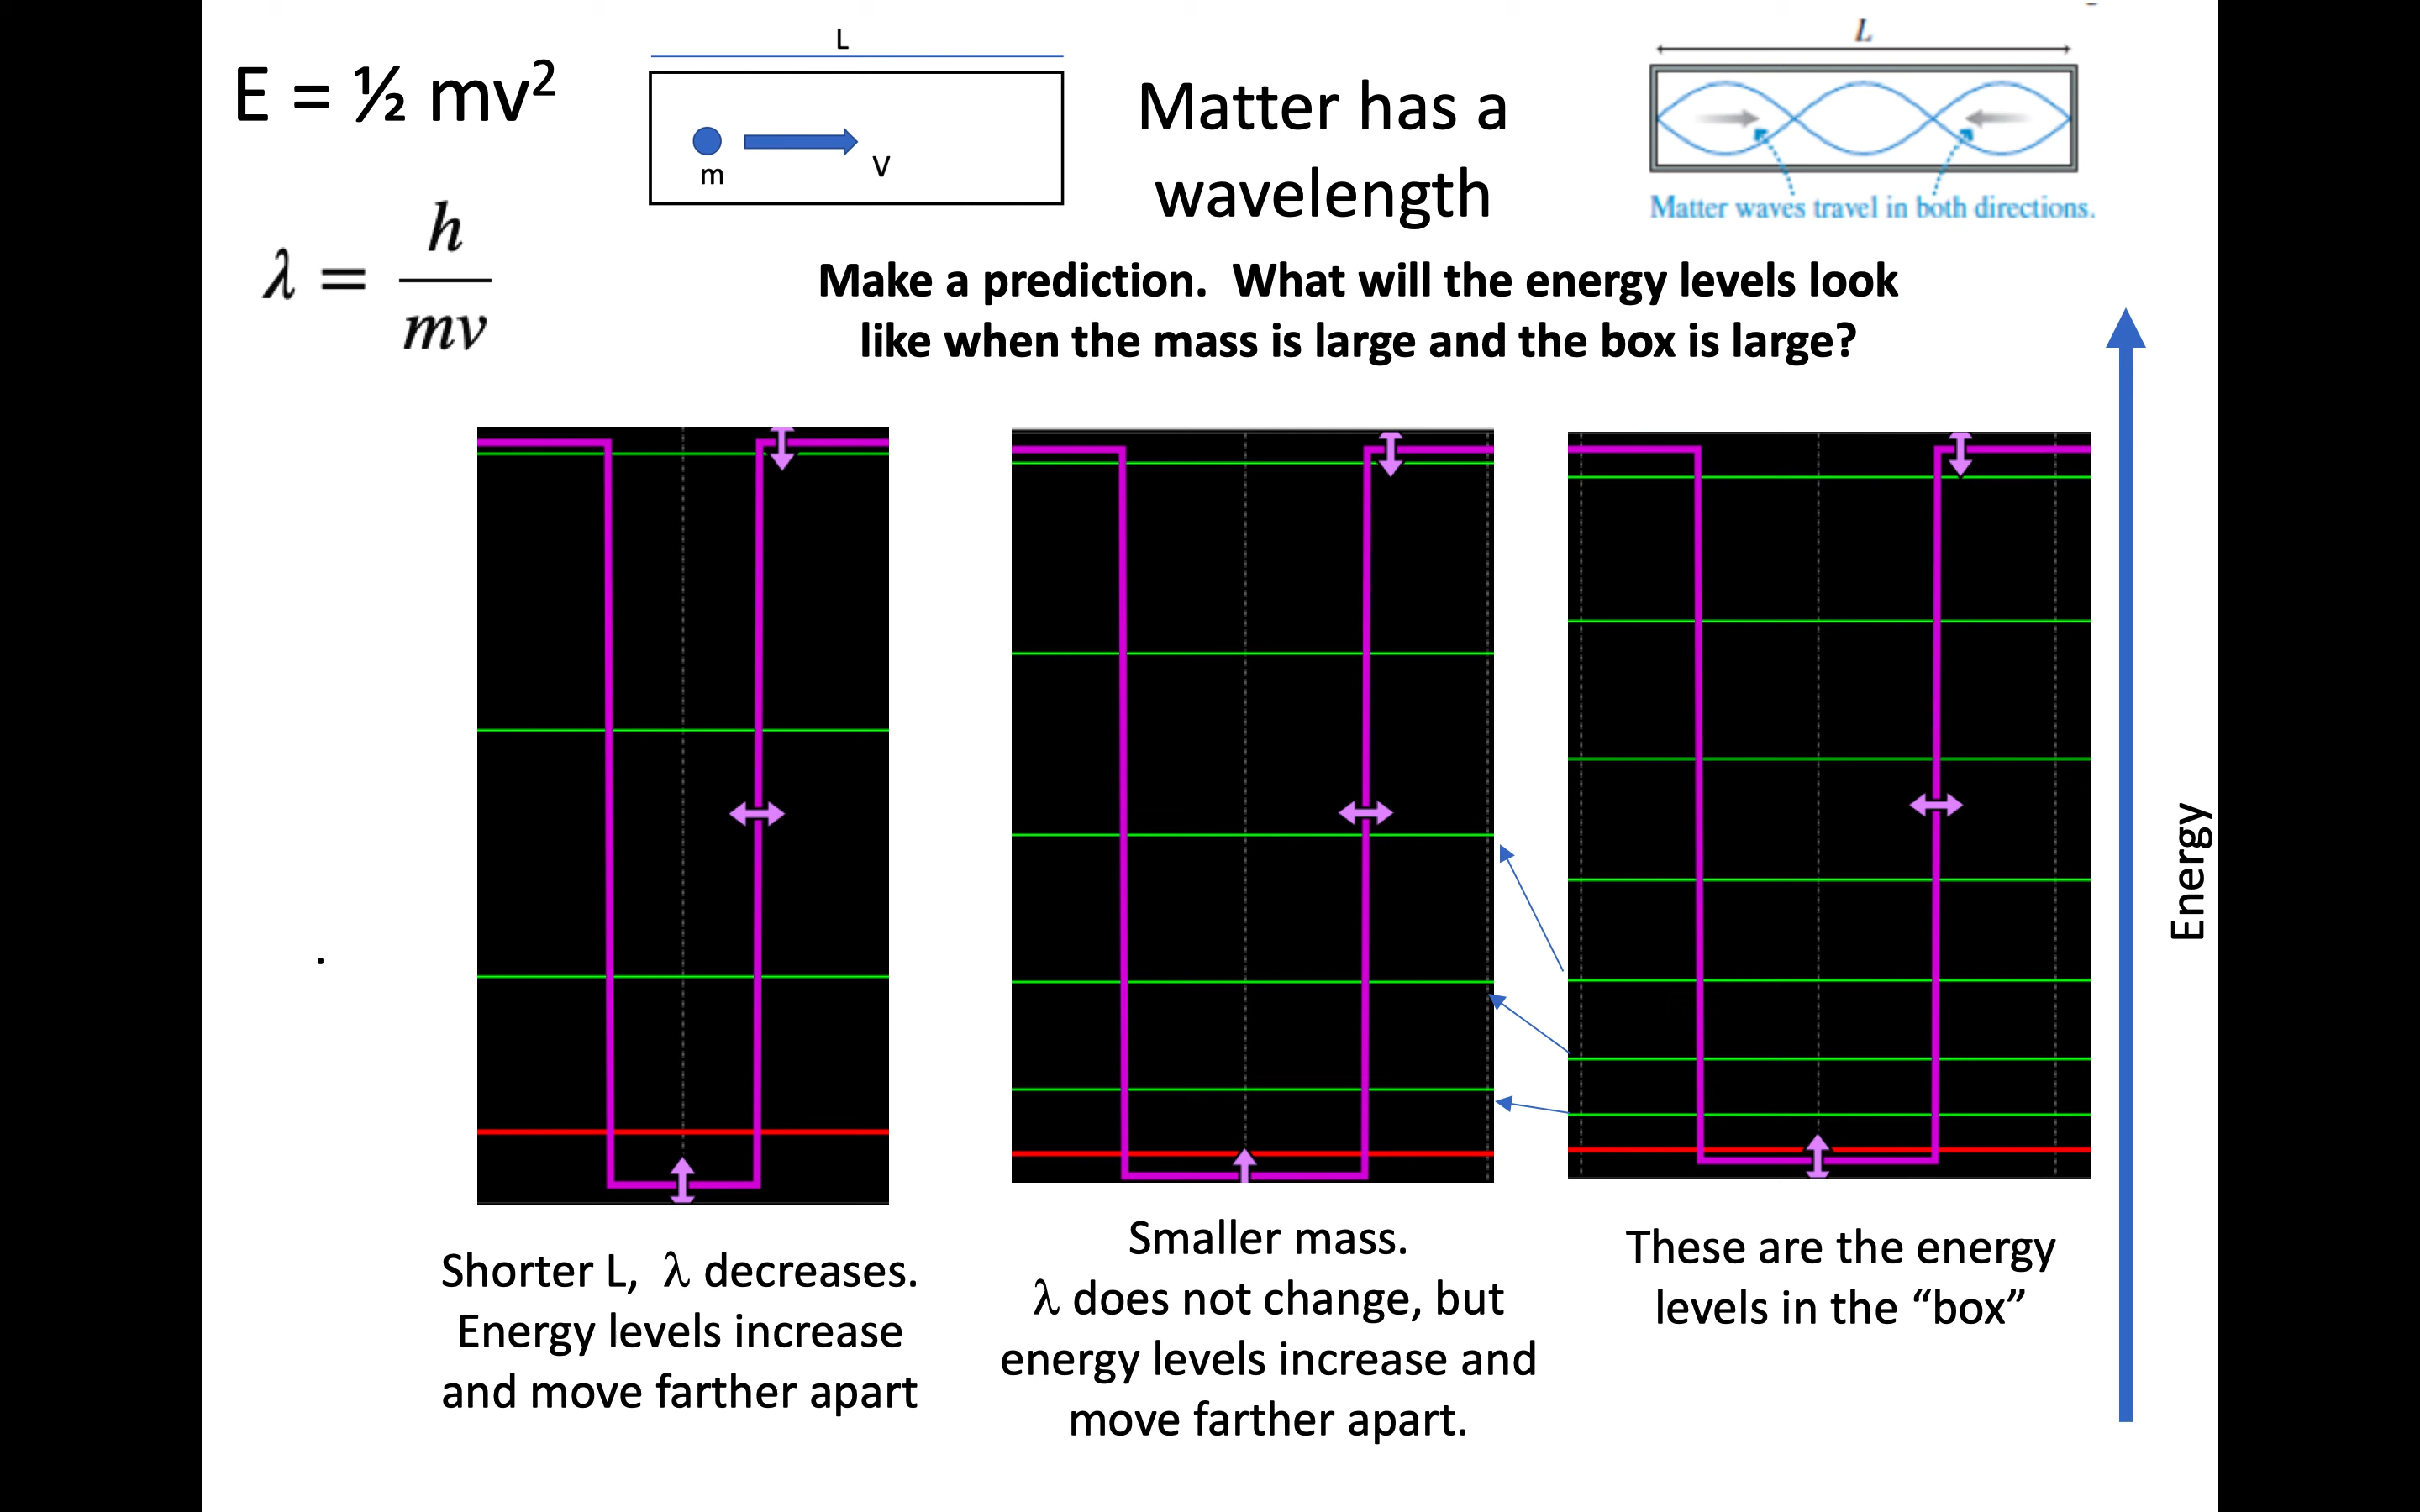 E = ½ mv²
L
m
v
Matter has a
wavelength
L
Matter waves travel in both directions.
λ = h / mv
Make a prediction. What will the energy levels look
like when the mass is large and the box is large?
Energy
.
Shorter L, λ decreases.
Energy levels increase
and move farther apart
Smaller mass.
λ does not change, but
energy levels increase and
move farther apart.
These are the energy
levels in the “box”